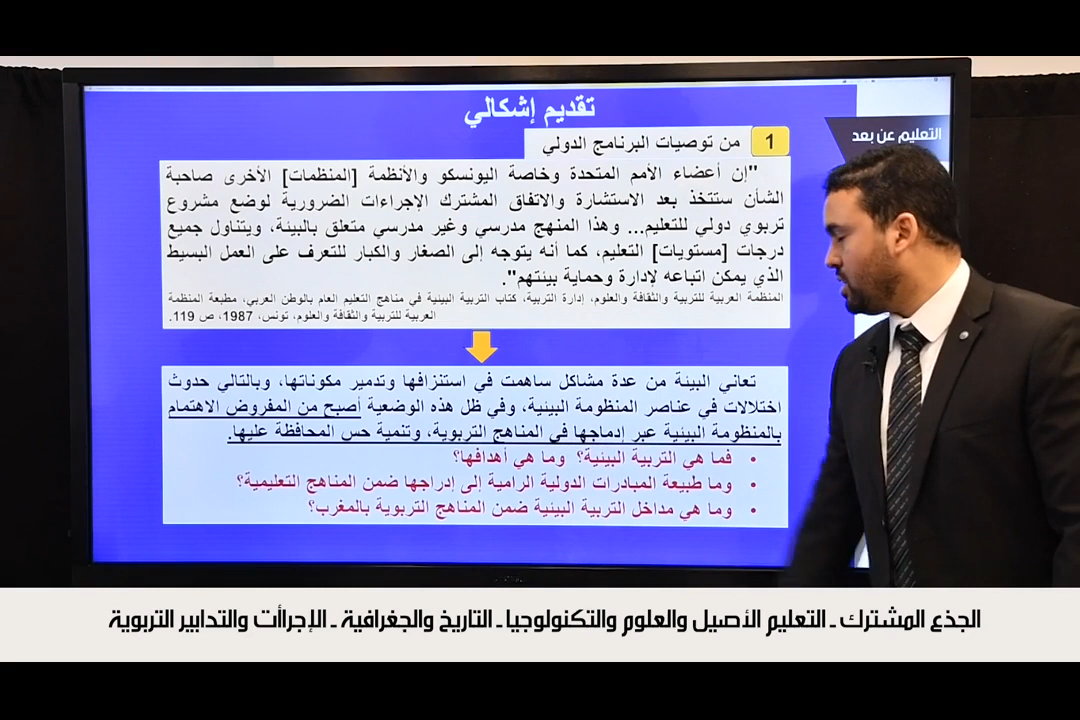 تقديم إشكالي
التعليم عن بعد
1 من توصيات البرنامج الدولي
"إن أعضاء الأمم المتحدة وخاصة اليونسكو والأنظمة [المنظمات] الأخرى صاحبة
الشأن ستتخذ بعد الاستشارة والاتفاق المشترك الإجراءات الضرورية لوضع مشروع
تربوي دولي للتعليم... وهذا المنهج مدرسي وغير مدرسي متعلق بالبيئة، ويتناول جميع
درجات [مستويات] التعليم، كما أنه يتوجه إلى الصغار والكبار للتعرف على العمل البسيط
الذي يمكن اتباعه لإدارة وحماية بيئتهم".
المنظمة العربية للتربية والثقافة والعلوم، إدارة التربية، كتاب التربية البيئية في مناهج التعليم العام بالوطن العربي، مطبعة المنظمة
العربية للتربية والثقافة والعلوم، تونس، 1987، ص 119.
تعاني البيئة من عدة مشاكل ساهمت في استنزافها وتدمير مكوناتها، وبالتالي حدوث
اختلالات في عناصر المنظومة البيئية، وفي ظل هذه الوضعية أصبح من المفروض الاهتمام
بالمنظومة البيئية عبر إدماجها في المناهج التربوية، وتنمية حس المحافظة عليها.
• فما هي التربية البيئية؟ وما هي أهدافها؟
• وما طبيعة المبادرات الدولية الرامية إلى إدراجها ضمن المناهج التعليمية؟
• وما هي مداخل التربية البيئية ضمن المناهج التربوية بالمغرب؟
الجذع المشترك - التعليم الأصيل والعلوم والتكنولوجيا - التاريخ والجغرافية - الإجراأت والتدابير التربوية